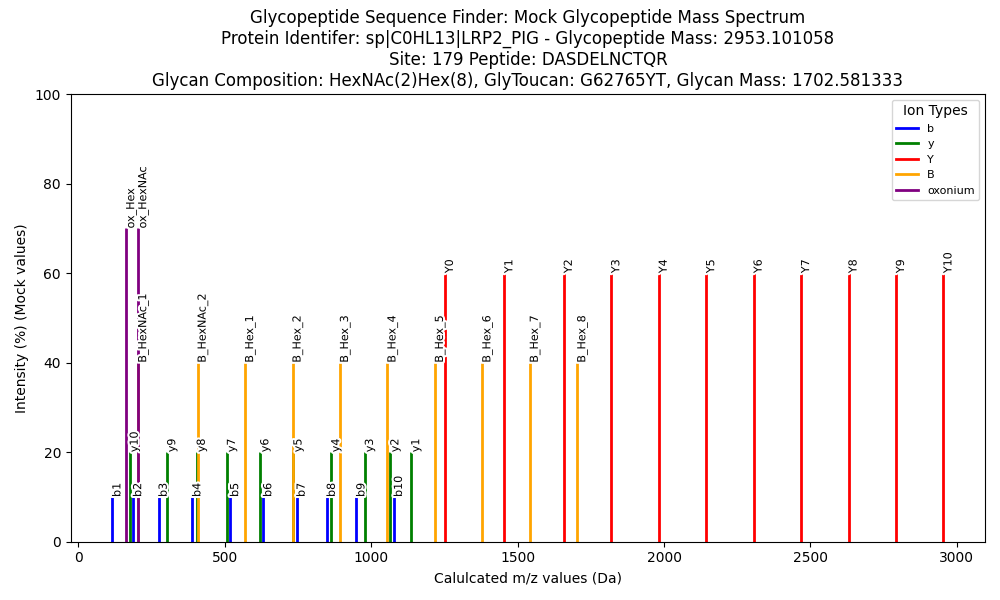 Glycopeptide Sequence Finder: Mock Glycopeptide Mass Spectrum
Protein Identifer: sp|C0HL13|LRP2_PIG - Glycopeptide Mass: 2953.101058
Site: 179 Peptide: DASDELNCTQR
Glycan Composition: HexNAc(2)Hex(8), GlyToucan: G62765YT, Glycan Mass: 1702.581333
Intensity (%) (Mock values)
100
80
60
40
20
0
Ion Types
b
y
Y
B
oxonium
ox_Hex
ox_HexNAc
Y0
Y1
Y2
Y3
Y4
Y5
Y6
Y7
Y8
Y9
Y10
B_HexNAc_1
B_HexNAc_2
B_Hex_1
B_Hex_2
B_Hex_3
B_Hex_4
B_Hex_5
B_Hex_6
B_Hex_7
B_Hex_8
y10
y9
y8
y7
y6
y5
y4
y3
y2
y1
b1
b2
b3
b4
b5
b6
b7
b8
b9
b10
0
500
1000
1500
2000
2500
3000
Calulcated m/z values (Da)